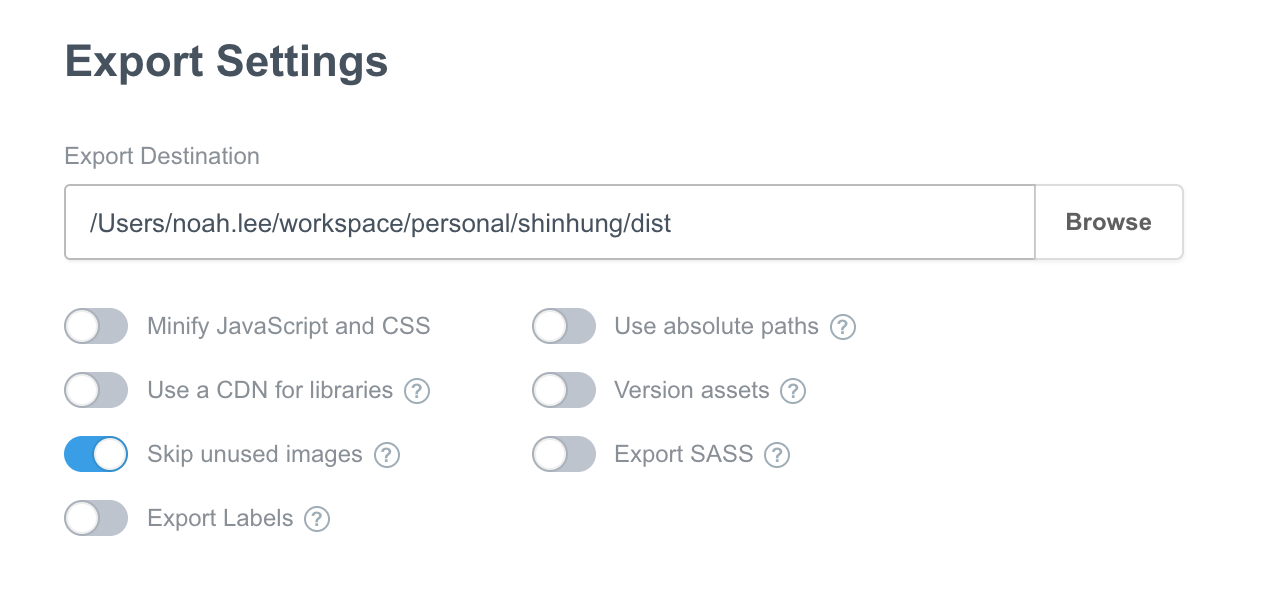 Export Settings
Export Destination
/Users/noah.lee/workspace/personal/shinhung/dist
Browse
Minify JavaScript and CSS
Use absolute paths ?
Use a CDN for libraries ?
Version assets ?
Skip unused images ?
Export SASS ?
Export Labels ?